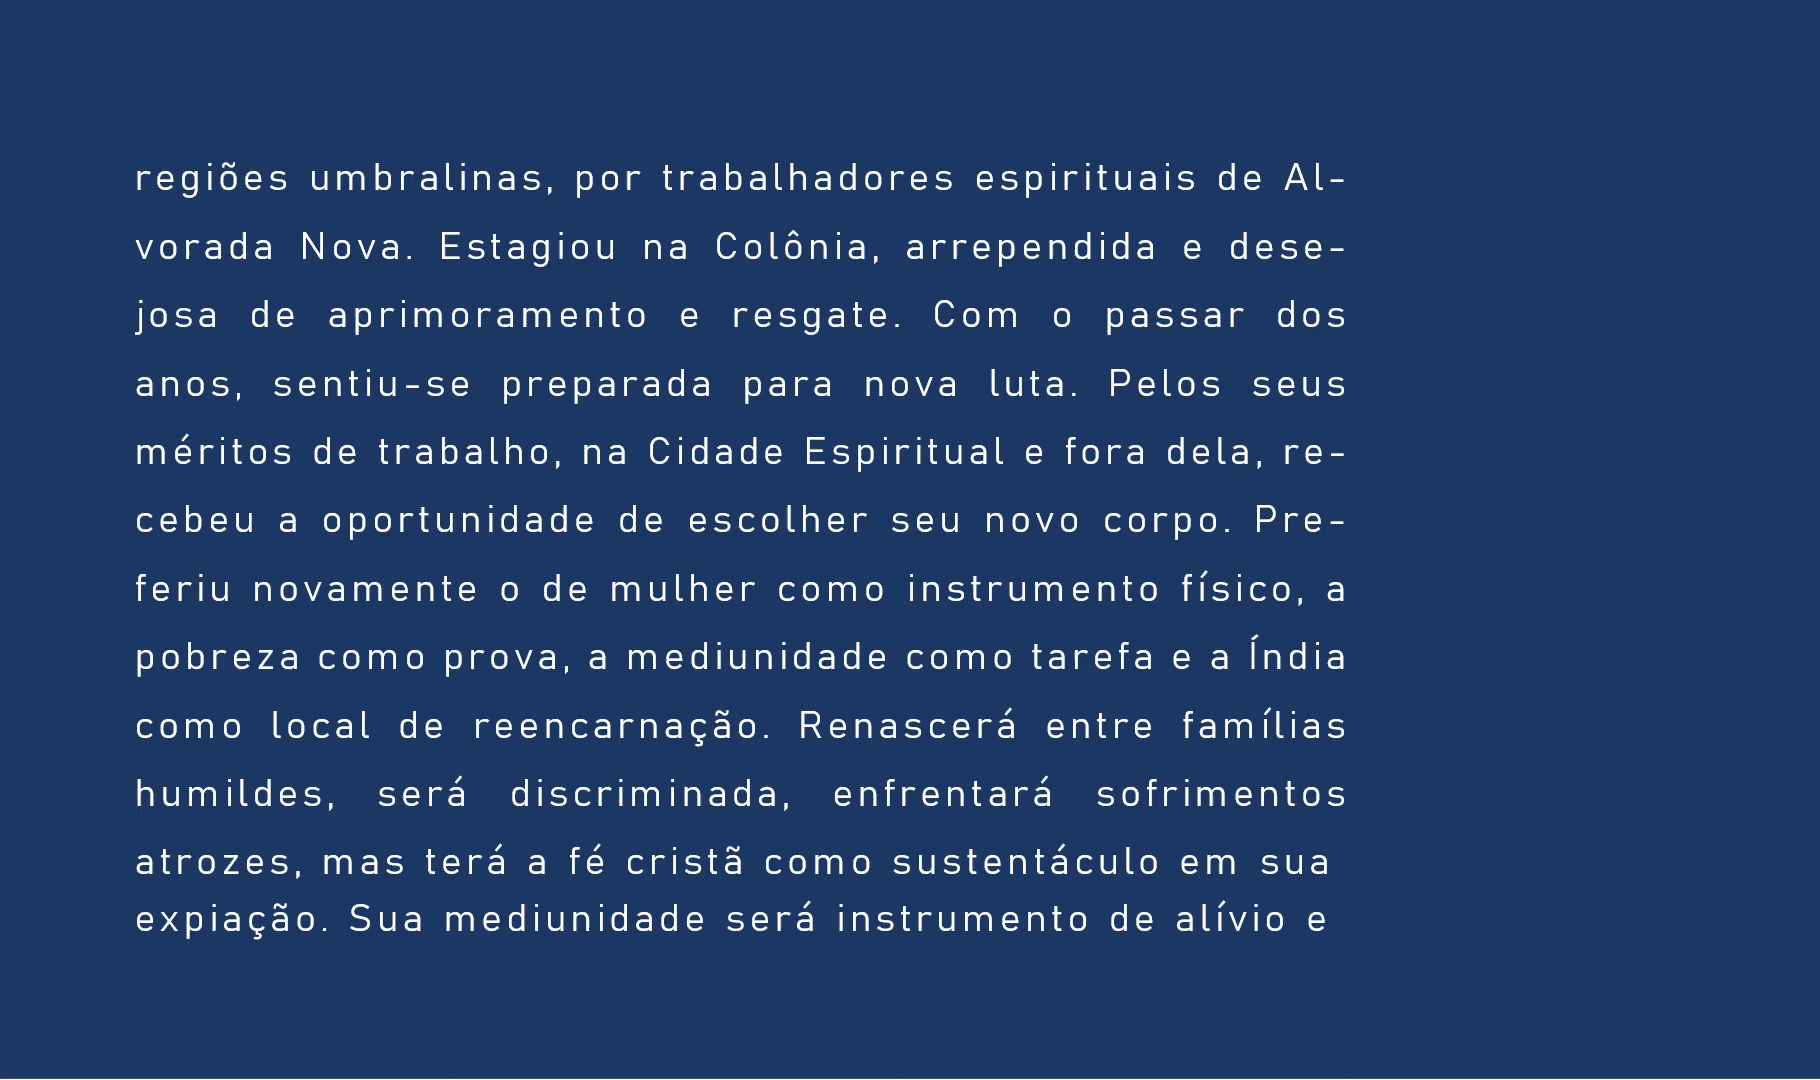 regiões umbralinas, por trabalhadores espirituais de Al-
vorada Nova. Estagiou na Colônia, arrependida e dese-
josa de aprimoramento e resgate. Com o passar dos
anos, sentiu-se preparada para nova luta. Pelos seus
méritos de trabalho, na Cidade Espiritual e fora dela, re-
cebeu a oportunidade de escolher seu novo corpo. Pre-
feriu novamente o de mulher como instrumento físico, a
pobreza como prova, a mediunidade como tarefa e a Índia
como local de reencarnação. Renascerá entre famílias
humildes, será discriminada, enfrentará sofrimentos
atrozes, mas terá a fé cristã como sustentáculo em sua
expiação. Sua mediunidade será instrumento de alívio e